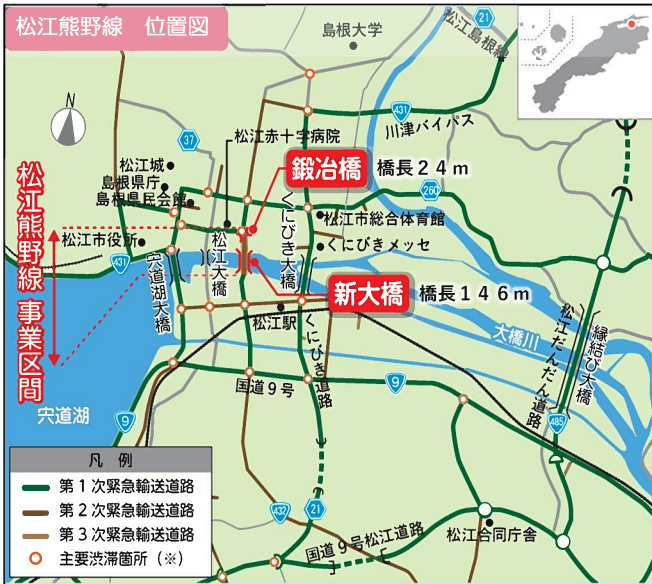 松江熊野線 位置図
島根大学
21
松江島根線
N
431
川津バイパス
37
松江赤十字病院
鍛冶橋 橋長24m
松江城
島根県庁
島根県民会館
260
松江市総合体育館
くにびきメッセ
松江市役所
431
松江熊野線 事業区間
宍道湖大橋
松江大橋
くにびき大橋
新大橋 橋長146m
松江駅
くにびき道路
大橋川
松江だんだん道路
縁結び大橋
国道9号
9
宍道湖
9
485
凡例
第1次緊急輸送道路
第2次緊急輸送道路
第3次緊急輸送道路
主要渋滞箇所(※)
432
21
国道9号松江道路
松江合同庁舎